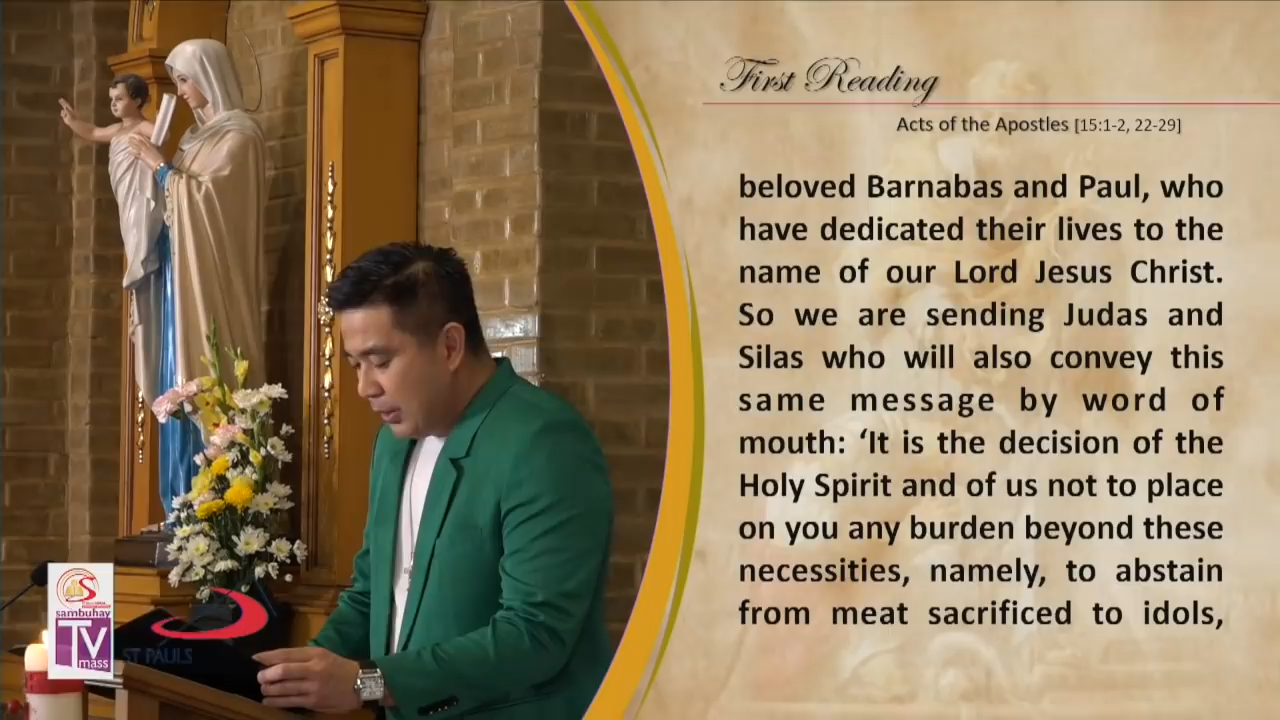 First Reading
Acts of the Apostles [15:1-2, 22-29]
beloved Barnabas and Paul, who
have dedicated their lives to the
name of our Lord Jesus Christ.
So we are sending Judas and
Silas who will also convey this
same message by word of
mouth: ‘It is the decision of the
Holy Spirit and of us not to place
on you any burden beyond these
necessities, namely, to abstain
from meat sacrificed to idols,
sambuhay
TV
mass
ST PAULS